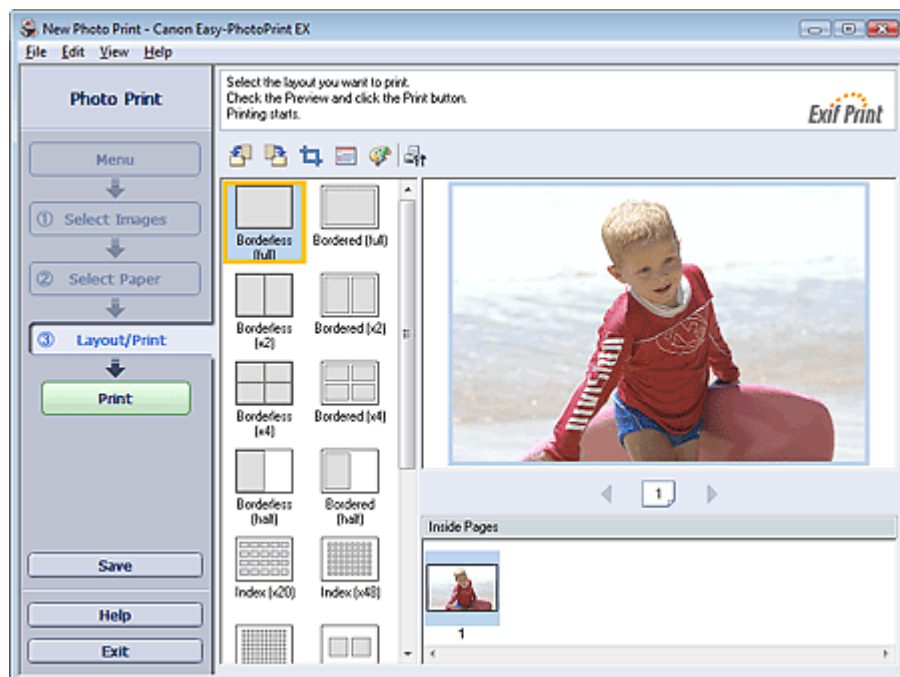 New Photo Print - Canon Easy-PhotoPrint EX
File Edit View Help
Photo Print
Select the layout you want to print.
Check the Preview and click the Print button.
Printing starts.
Exif Print
Menu
① Select Images
② Select Paper
③ Layout/Print
Print
Save
Help
Exit
Borderless (full)
Bordered (full)
Borderless (x2)
Bordered (x2)
Borderless (x4)
Bordered (x4)
Borderless (half)
Bordered (half)
Index (x20)
Index (x48)
1
Inside Pages
1